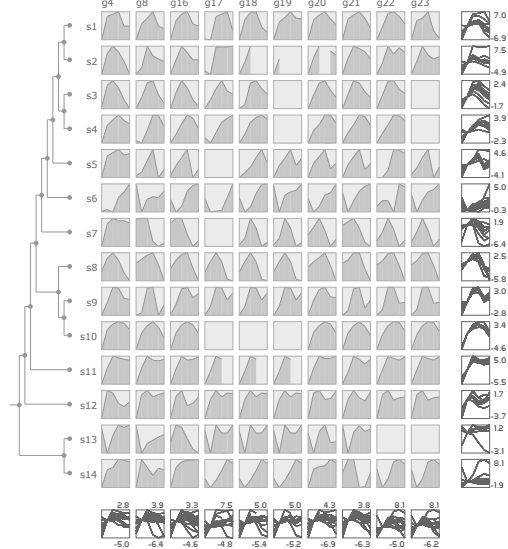 g4 g8 g16 g17 g18 g19 g20 g21 g22 g23
s1 7.0
-6.9
s2 7.5
-4.9
s3 2.4
-1.7
s4 3.9
-2.3
s5 4.6
-4.1
s6 5.0
-0.3
s7 1.9
-6.4
s8 2.5
-5.8
s9 3.0
-2.8
s10 3.4
-4.6
s11 5.0
-5.5
s12 1.7
-3.7
s13 1.2
-3.1
s14 8.1
-1.9
2.8 3.9 3.3 7.5 5.0 5.0 4.3 3.8 8.1 8.1
-5.0 -6.4 -4.6 -4.8 -5.4 -5.2 -6.9 -6.3 -5.0 -6.2